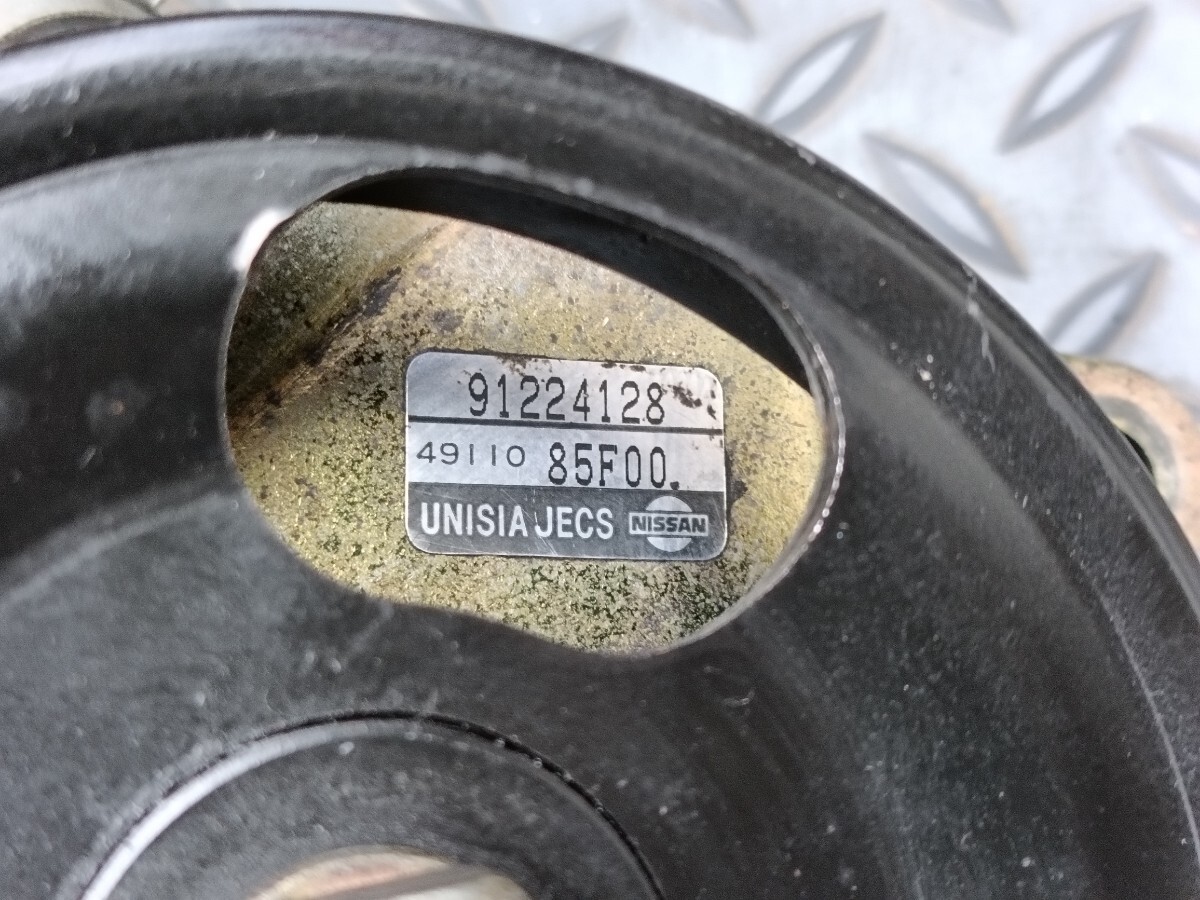 91224128
49110 85F00.
UNISIA JECS NISSAN